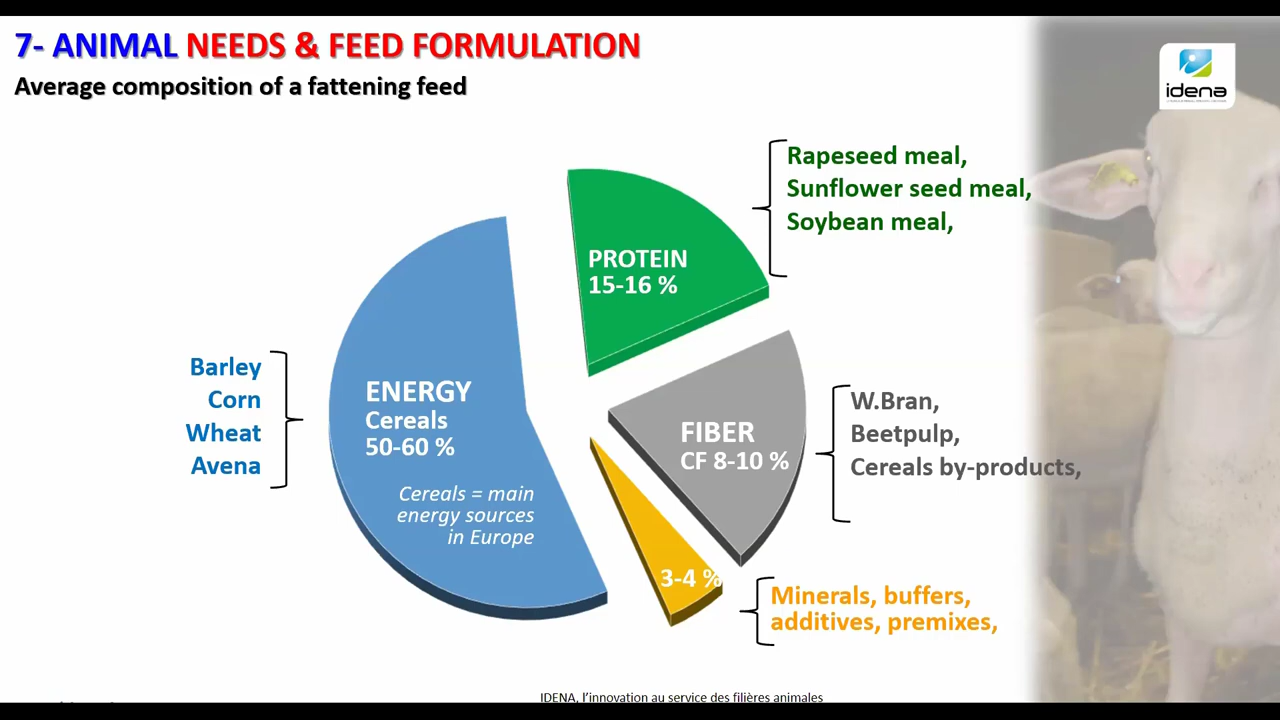 7- ANIMAL NEEDS & FEED FORMULATION
Average composition of a fattening feed
idena
Rapeseed meal,
Sunflower seed meal,
Soybean meal,
PROTEIN
15-16 %
Barley
Corn
Wheat
Avena
ENERGY
Cereals
50-60 %
Cereals = main
energy sources
in Europe
FIBER
CF 8-10 %
W.Bran,
Beetpulp,
Cereals by-products,
3-4 %
Minerals, buffers,
additives, premixes,
IDENA, l’innovation au service des filières animales